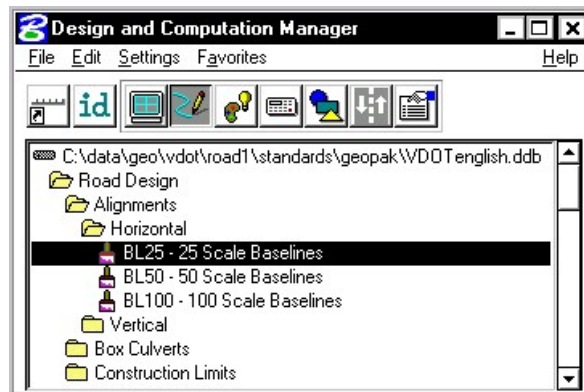 Design and Computation Manager
File Edit Settings Favorites Help
id
C:\data\geo\vdot\road1\standards\geopak\VDOTenglish.ddb
Road Design
Alignments
Horizontal
BL25 - 25 Scale Baselines
BL50 - 50 Scale Baselines
BL100 - 100 Scale Baselines
Vertical
Box Culverts
Construction Limits